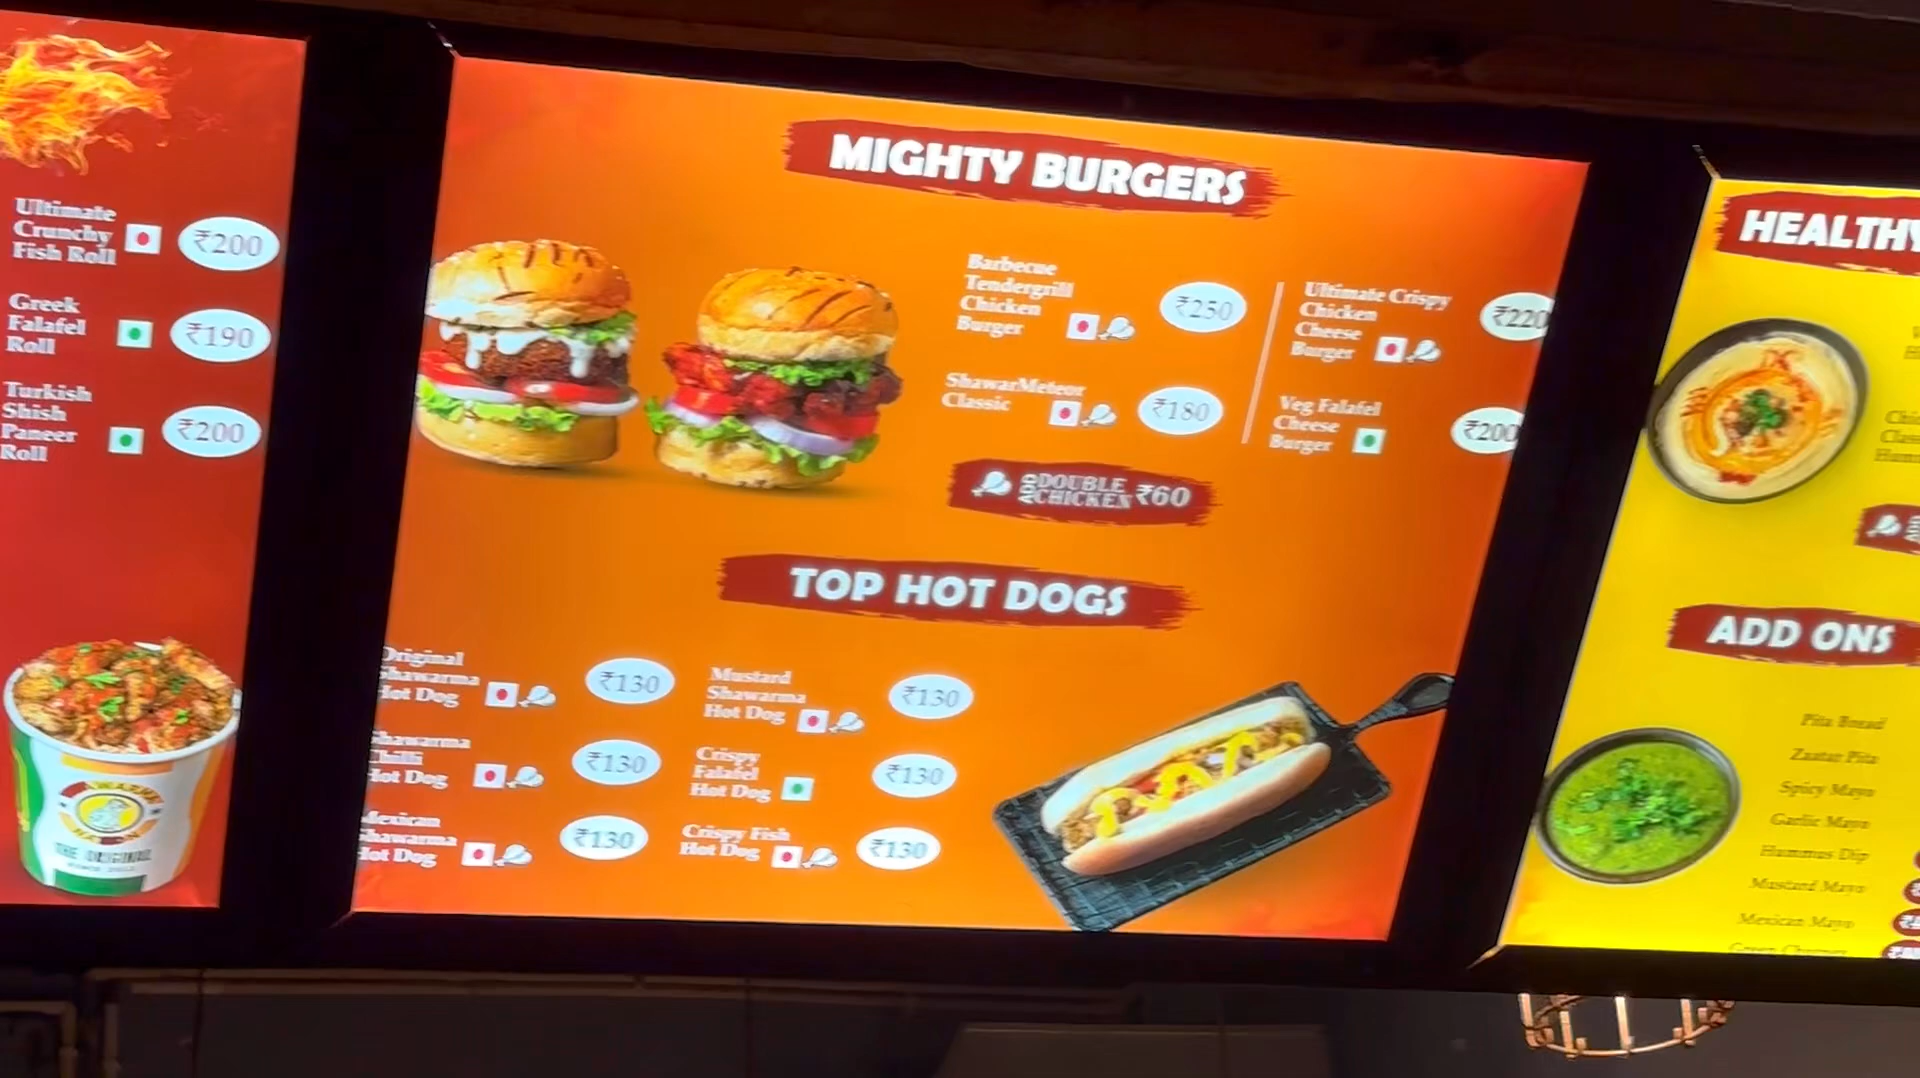 Ultimate
Crunchy
Fish Roll
₹200
Greek
Falafel
Roll
₹190
Turkish
Shish
Paneer
Roll
₹200
THE ORIGINAL
MIGHTY BURGERS
Barbecue
Tendergrill
Chicken
Burger
₹250
ShawarMeteor
Classic
₹180
Ultimate Crispy
Chicken
Cheese
Burger
₹220
Veg Falafel
Cheese
Burger
₹200
ADD DOUBLE CHICKEN ₹60
TOP HOT DOGS
Original
Shawarma
Hot Dog
₹130
Shawarma
Chilli
Hot Dog
₹130
Mexican
Shawarma
Hot Dog
₹130
Mustard
Shawarma
Hot Dog
₹130
Crispy
Falafel
Hot Dog
₹130
Crispy Fish
Hot Dog
₹130
HEALTHY
ADD ONS
Pita Bread
Zaatar Pita
Spicy Mayo
Garlic Mayo
Hummus Dip
Mustard Mayo
Mexican Mayo